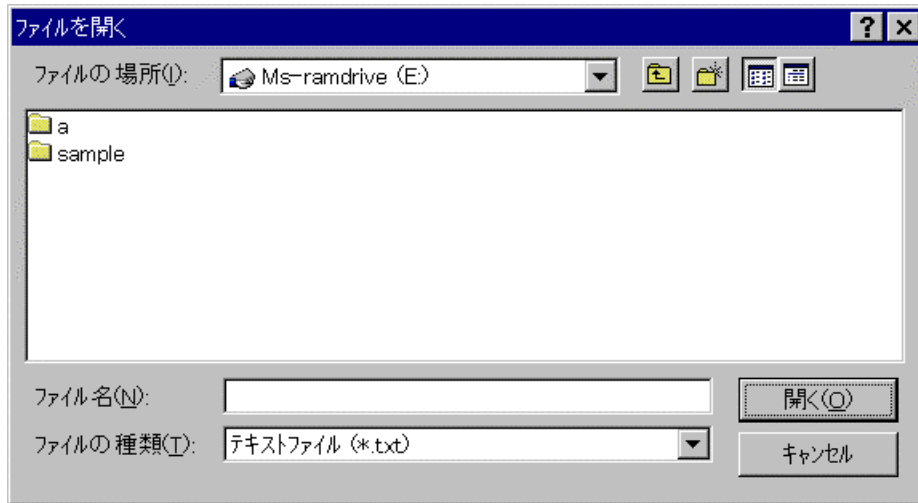 ファイルを開く
ファイルの場所(I): Ms-ramdrive (E:)
a
sample
ファイル名(N): 開く(O)
ファイルの種類(T): テキストファイル (*.txt) キャンセル